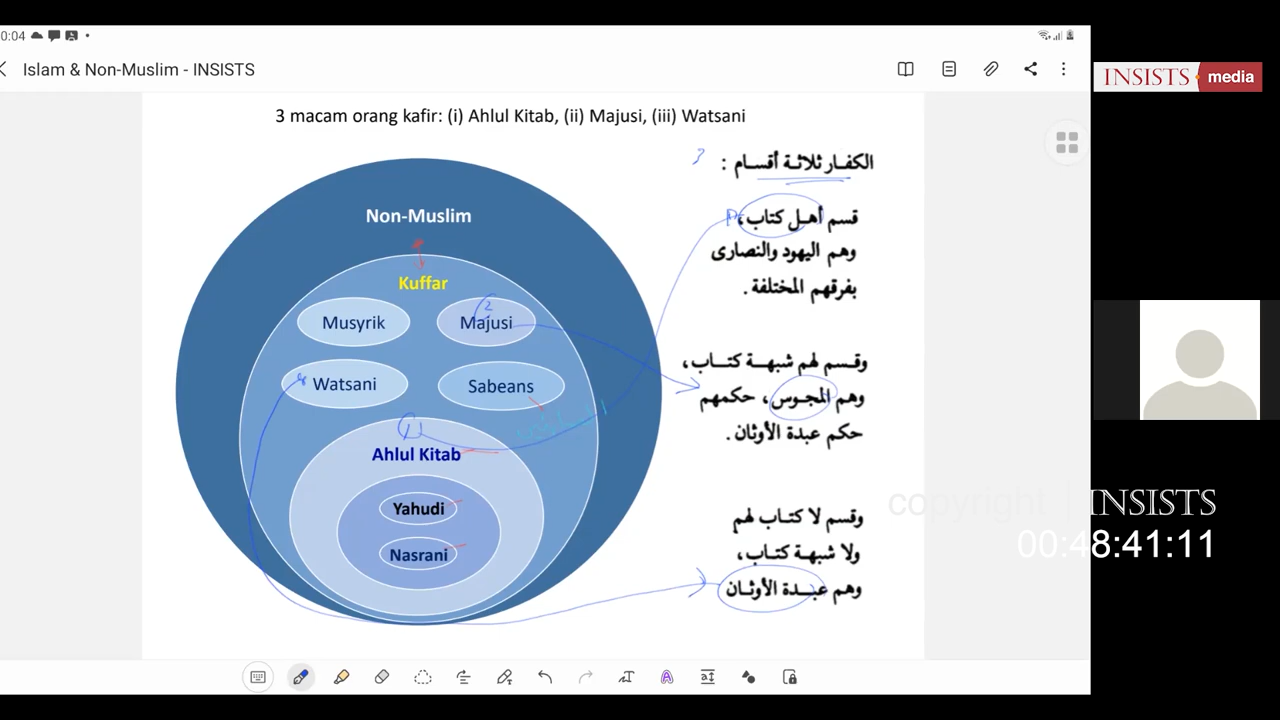 0:04
Islam & Non-Muslim - INSISTS
INSISTS media
3 macam orang kafir: (i) Ahlul Kitab, (ii) Majusi, (iii) Watsani
Non-Muslim
Kuffar
Musyrik
Majusi
2
Watsani
Sabeans
1
Ahlul Kitab
Yahudi
Nasrani
الكفار ثلاثة أقسام :
قسم أهل كتاب،
وهم اليهود والنصارى
بفرقهم المختلفة .
وقسم لهم شبهة كتاب،
وهم المجوس، حكمهم
حكم عبدة الأوثان .
وقسم لا كتاب لهم
ولا شبهة كتاب،
وهم عبدة الأوثان
copyright | INSISTS
00:48:41:11